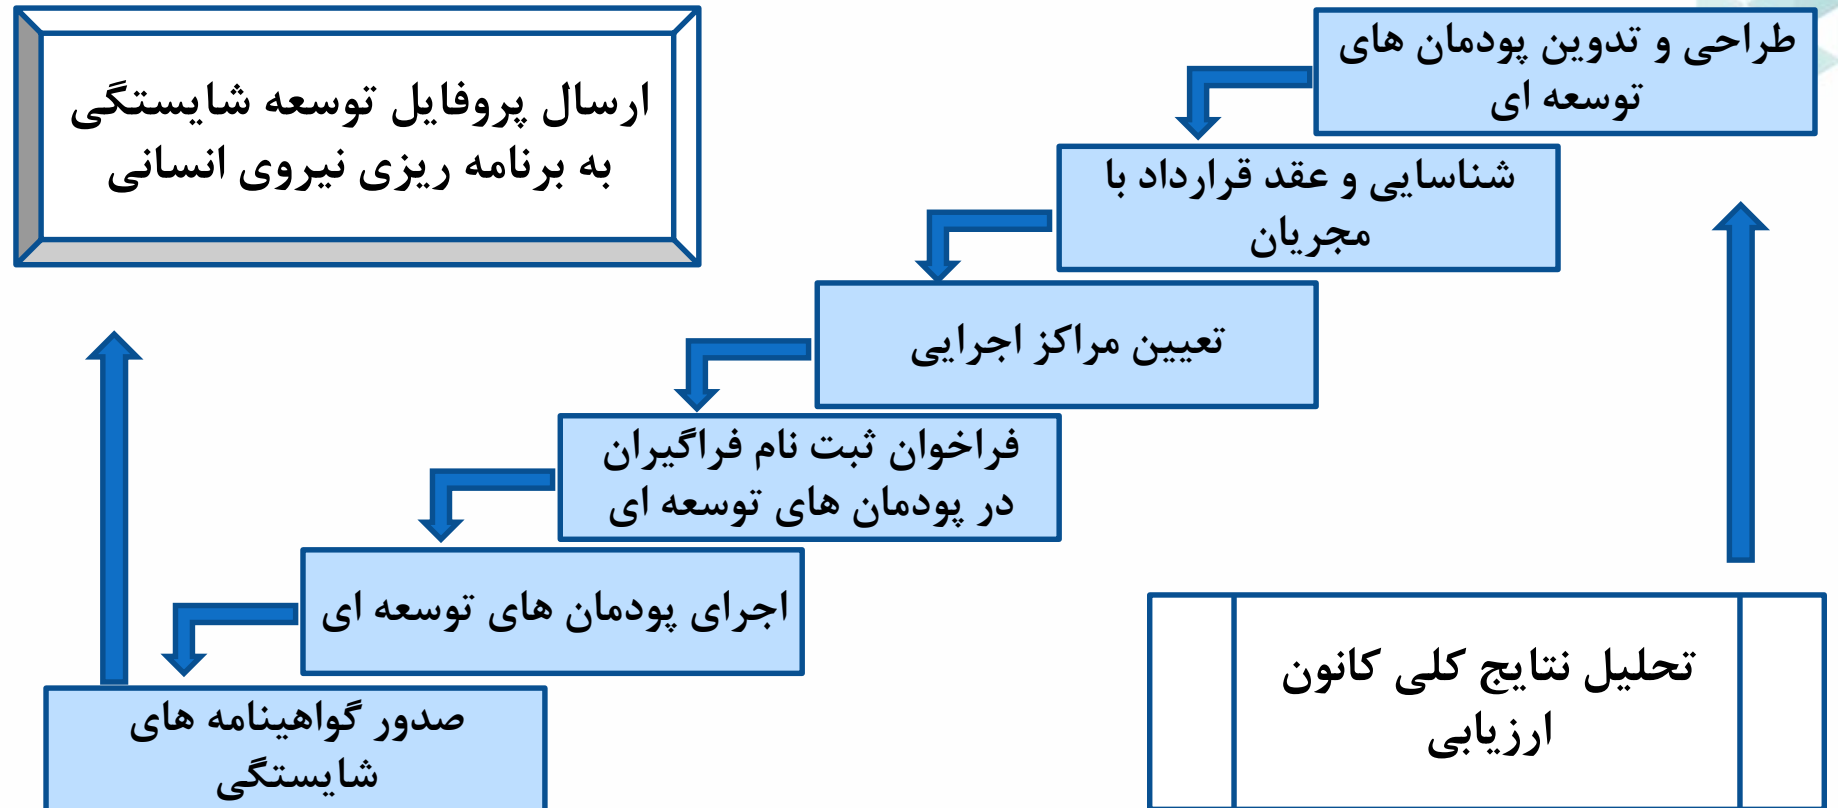 طراحی و تدوین پودمان های
توسعه ای
ارسال پروفایل توسعه شایستگی
به برنامه ریزی نیروی انسانی
شناسایی و عقد قرارداد با
مجریان
تعیین مراکز اجرایی
فراخوان ثبت نام فراگیران
در پودمان های توسعه ای
اجرای پودمان های توسعه ای
تحلیل نتایج کلی کانون
ارزیابی
صدور گواهینامه های
شایستگی